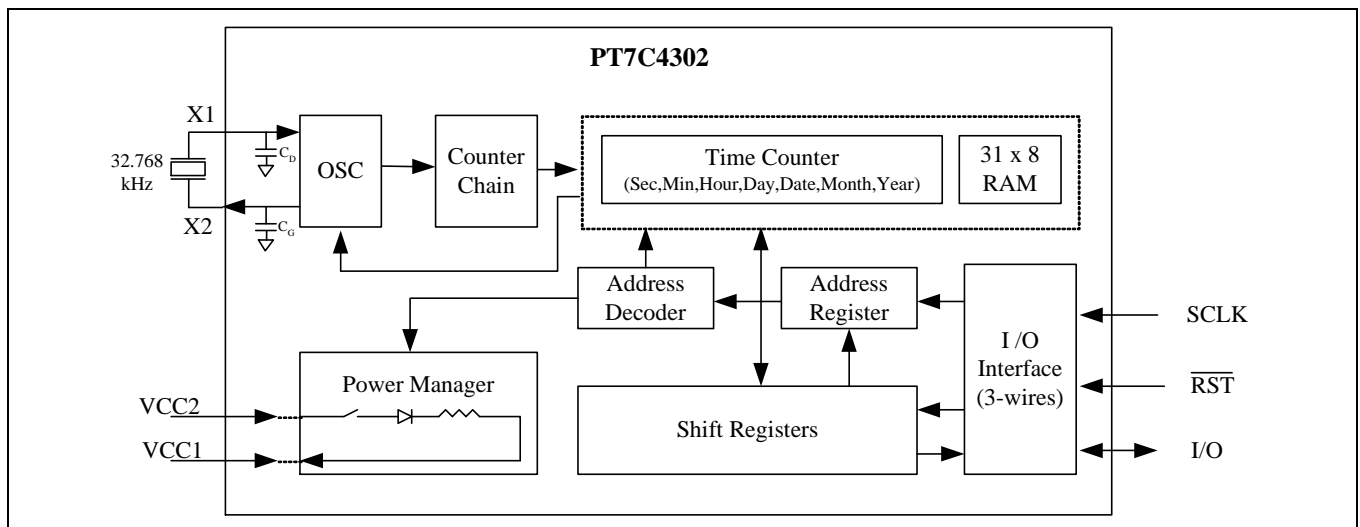 PT7C4302
X1
32.768
kHz
X2
C_D
C_G
OSC
Counter
Chain
Time Counter
(Sec,Min,Hour,Day,Date,Month,Year)
31 x 8
RAM
Address
Decoder
Address
Register
I /O
Interface
(3-wires)
SCLK
RST
I/O
Power Manager
VCC2
VCC1
Shift Registers